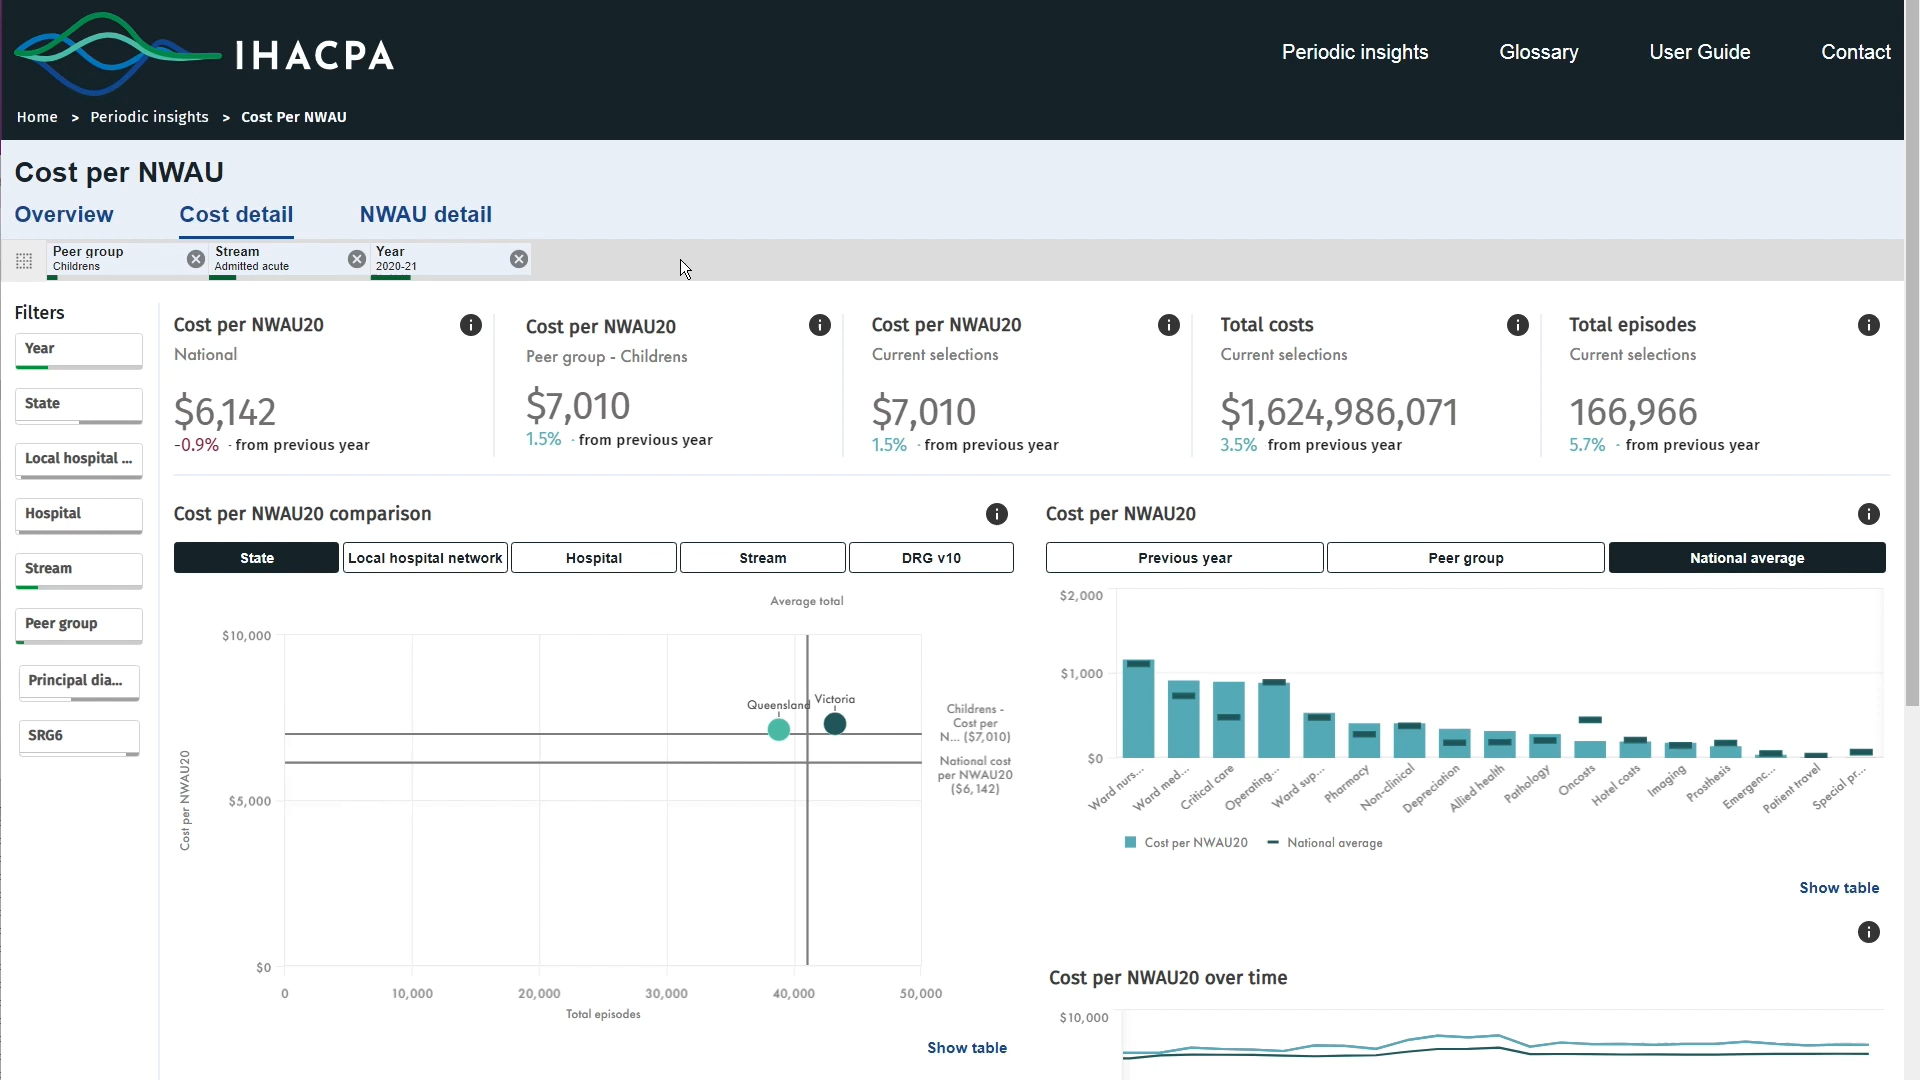 IHACPA
Periodic insights
Glossary
User Guide
Contact
Home > Periodic insights > Cost Per NWAU
Cost per NWAU
Overview
Cost detail
NWAU detail
Peer group
Childrens
Stream
Admitted acute
Year
2020-21
Filters
Year
State
Local hospital ...
Hospital
Stream
Peer group
Principal dia...
SRG6
Cost per NWAU20
National
$6,142
-0.9% · from previous year
Cost per NWAU20
Peer group - Childrens
$7,010
1.5% · from previous year
Cost per NWAU20
Current selections
$7,010
1.5% · from previous year
Total costs
Current selections
$1,624,986,071
3.5% from previous year
Total episodes
Current selections
166,966
5.7% · from previous year
Cost per NWAU20 comparison
State
Local hospital network
Hospital
Stream
DRG v10
Average total
$10,000
$5,000
$0
Cost per NWAU20
Queensland
Victoria
Childrens -
Cost per
N... ($7,010)
National cost
per NWAU20
($6,142)
0
10,000
20,000
30,000
40,000
50,000
Total episodes
Show table
Cost per NWAU20
Previous year
Peer group
National average
$2,000
$1,000
$0
Ward nurs...
Ward med...
Critical care
Operating...
Ward sup...
Pharmacy
Non-clinical
Depreciation
Allied health
Pathology
Oncosts
Hotel costs
Imaging
Prosthesis
Emergenc...
Patient travel
Special pr...
Cost per NWAU20
National average
Show table
Cost per NWAU20 over time
$10,000